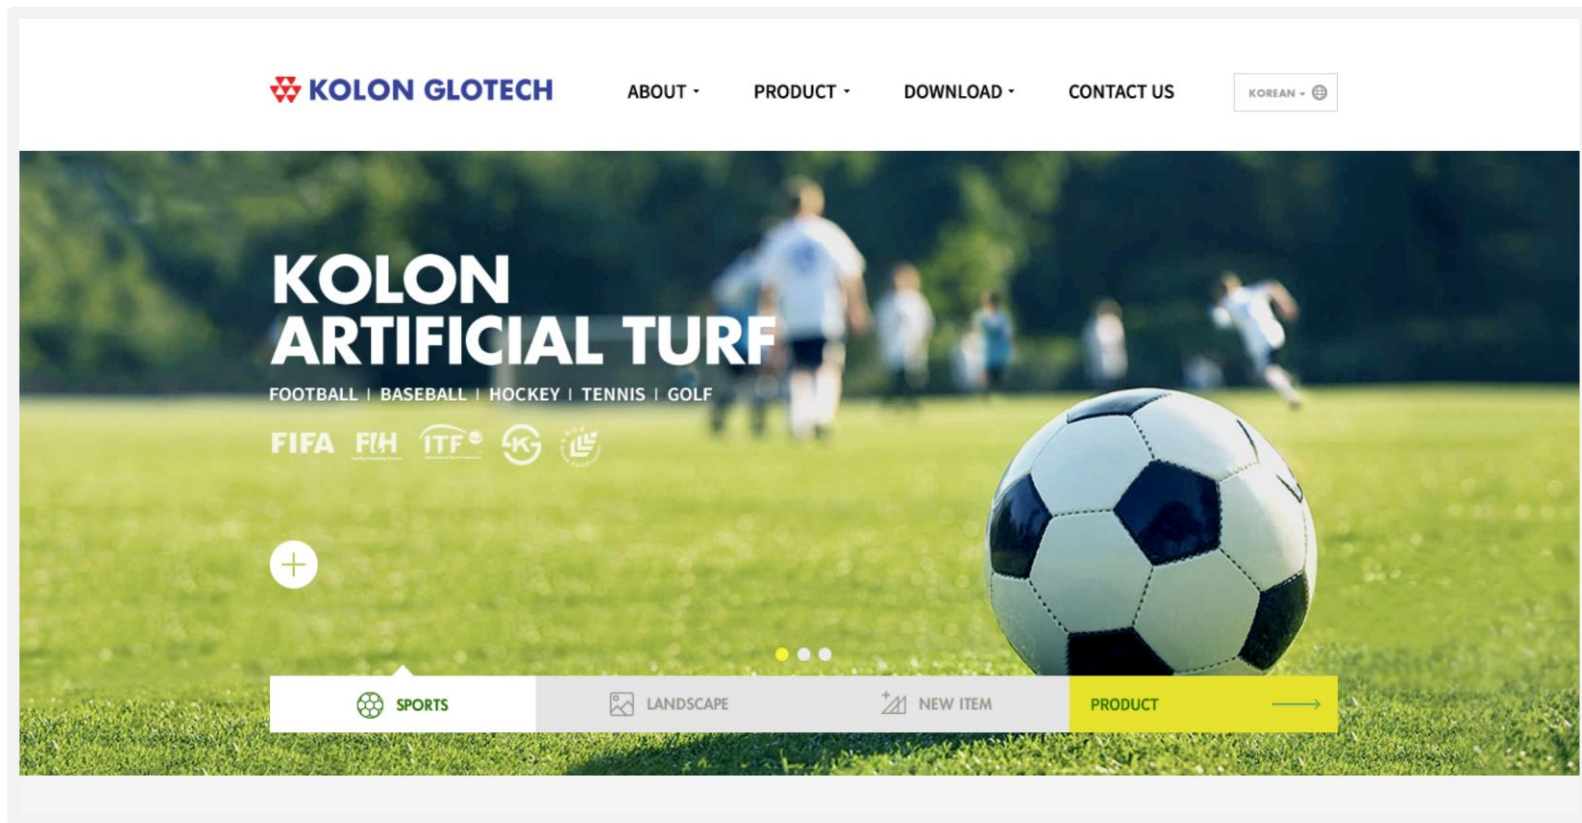 KOLON GLOTECH
ABOUT
PRODUCT
DOWNLOAD
CONTACT US
KOREAN
KOLON
ARTIFICIAL TURF
FOOTBALL | BASEBALL | HOCKEY | TENNIS | GOLF
FIFA FIH ITF K
SPORTS
LANDSCAPE
NEW ITEM
PRODUCT